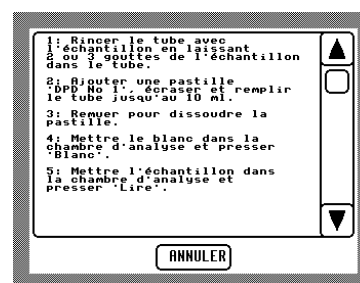 1: Rincer le tube avec
l'échantillon en laissant
2 ou 3 gouttes de l'échantillon
dans le tube.
2: Ajouter une pastille
'DPD No 1', écraser et remplir
le tube jusqu'au 10 ml.
3: Remuer pour dissoudre la
pastille.
4: Mettre le blanc dans la
chambre d'analyse et presser
'Blanc'.
5: Mettre l'échantillon dans
la chambre d'analyse et
presser 'Lire'.
ANNULER